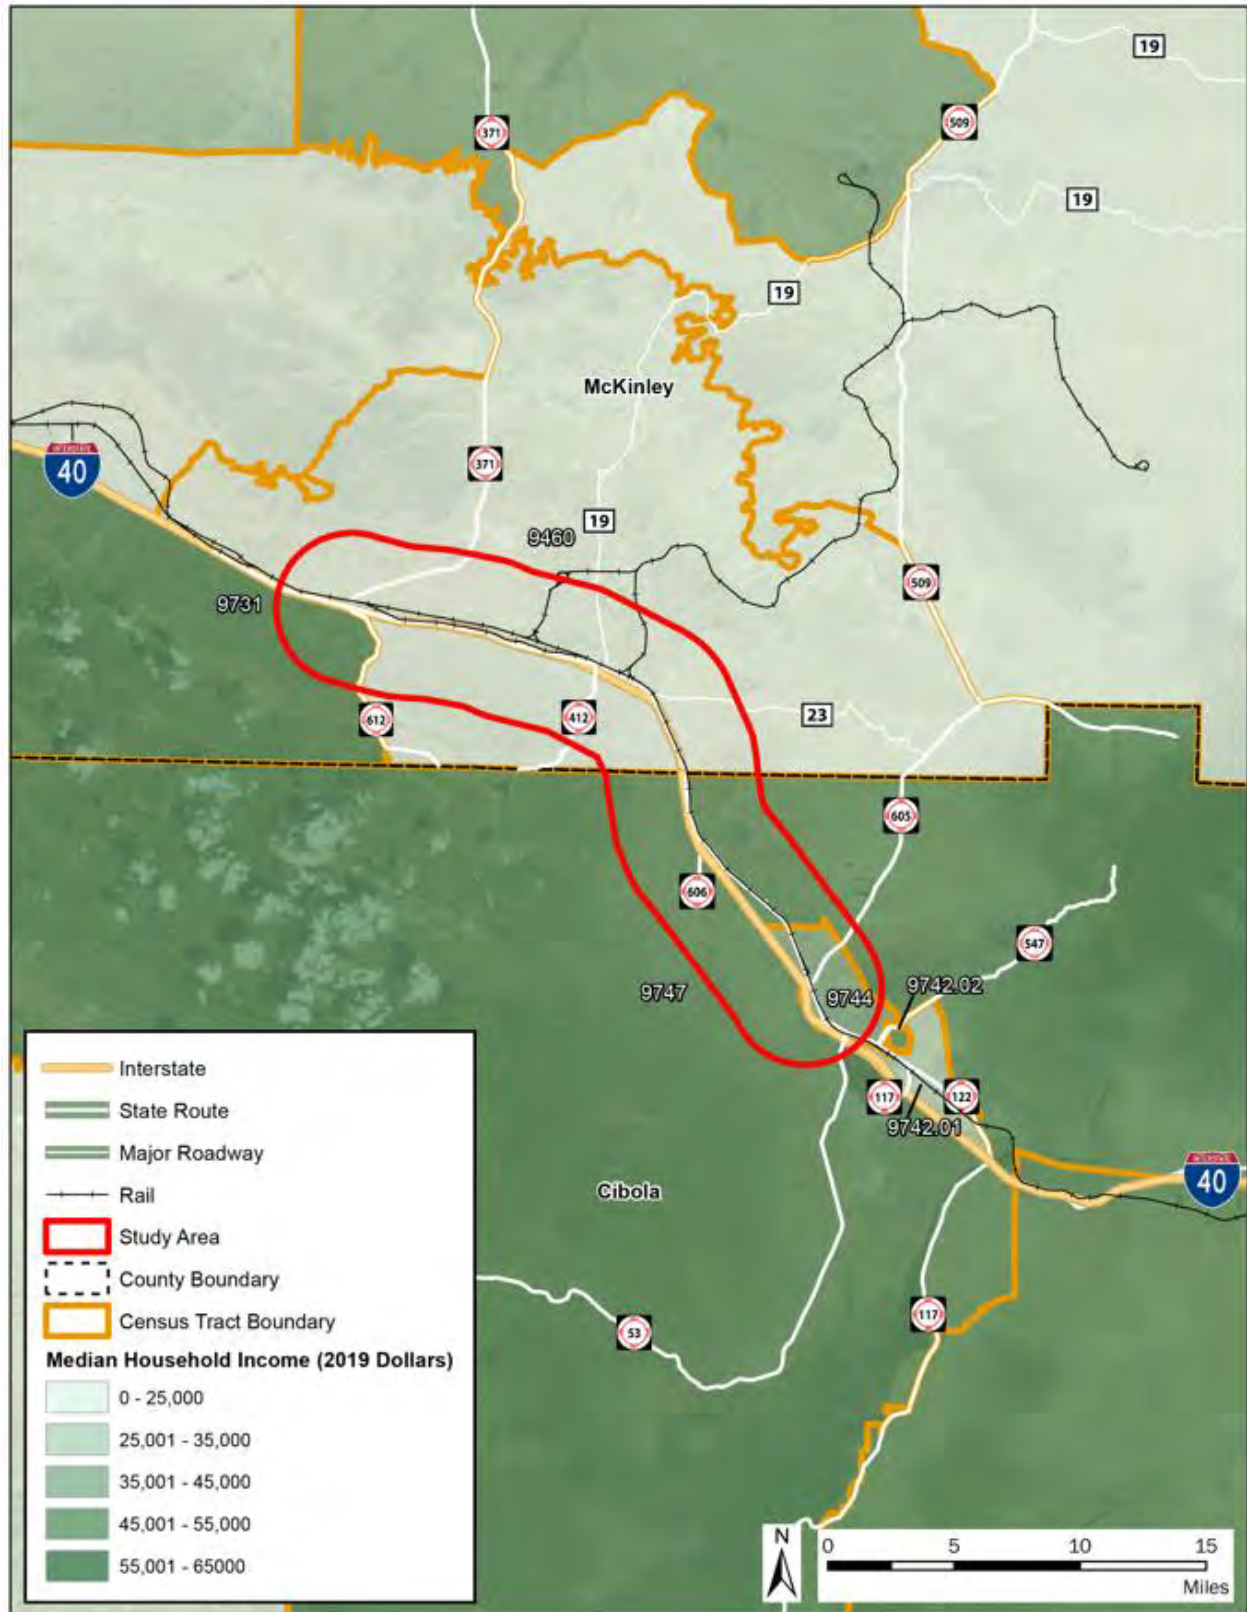 19
371
509
19
19
McKinley
INTERSTATE
40
371
19
9460
509
9731
612
412
23
605
606
547
9742.02
9747
9744
117
122
9742.01
INTERSTATE
40
Cibola
117
53
Interstate
State Route
Major Roadway
Rail
Study Area
County Boundary
Census Tract Boundary
Median Household Income (2019 Dollars)
0 - 25,000
25,001 - 35,000
35,001 - 45,000
45,001 - 55,000
55,001 - 65000
N
0 5 10 15
Miles